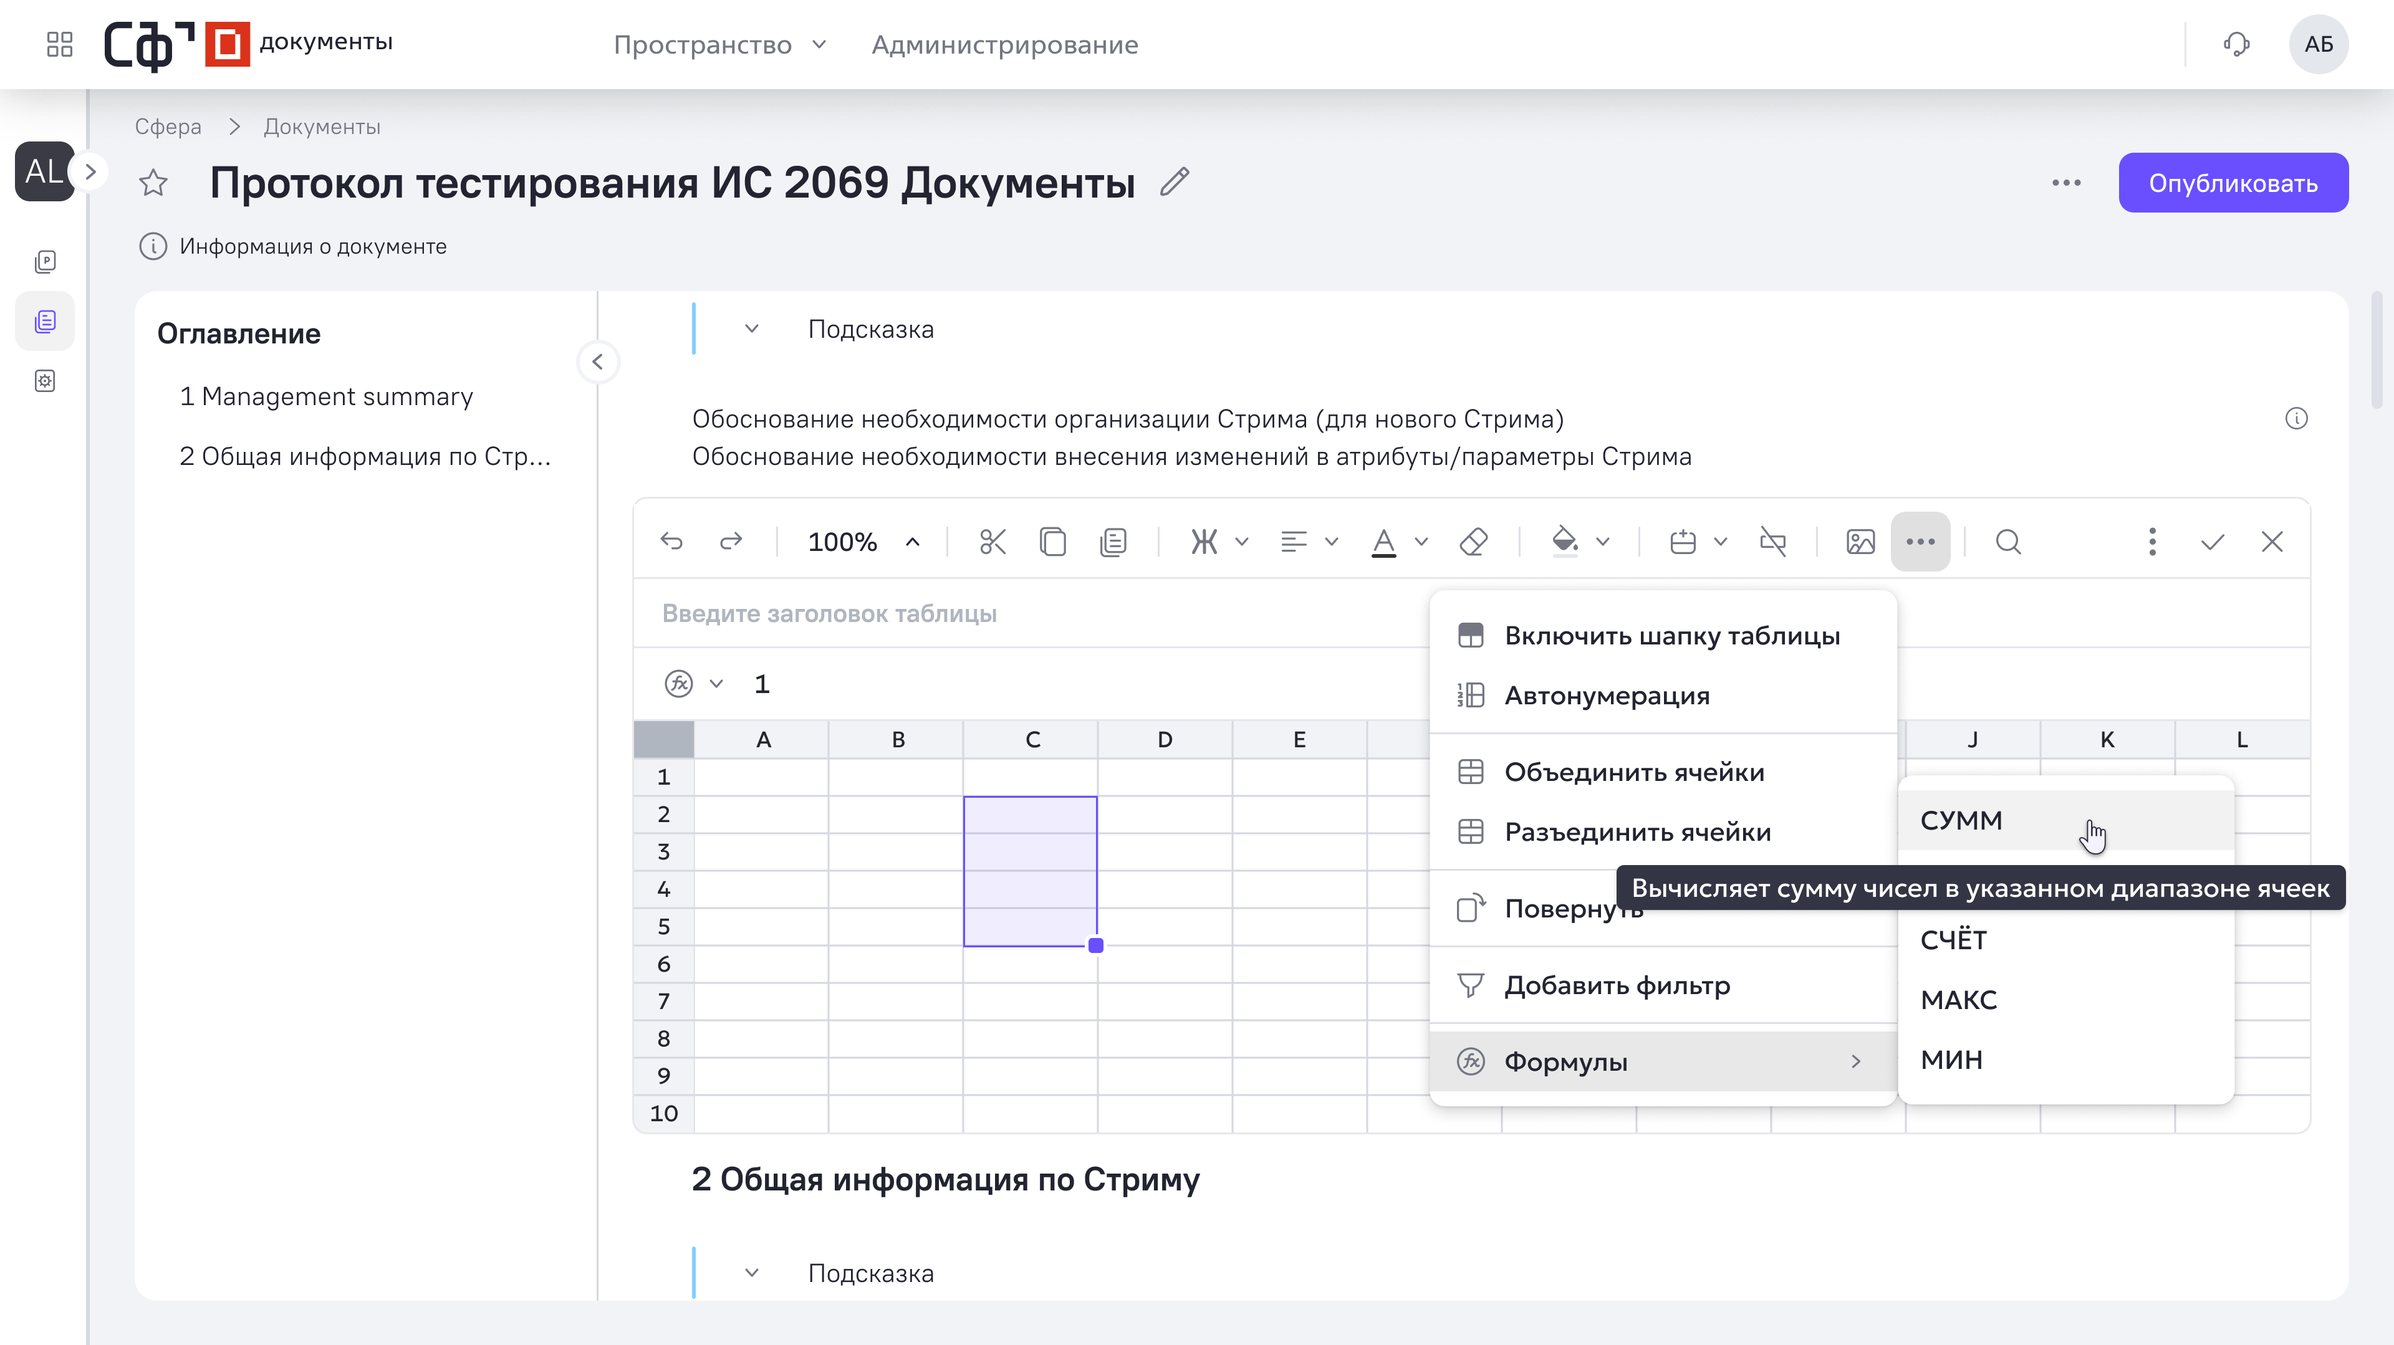 Сф документы
Пространство
Администрирование
АБ
AL
Сфера > Документы
Протокол тестирования ИС 2069 Документы
Опубликовать
Информация о документе
Оглавление
1 Management summary
2 Общая информация по Стр...
Подсказка
Обоснование необходимости организации Стрима (для нового Стрима)
Обоснование необходимости внесения изменений в атрибуты/параметры Стрима
100%
Ж
A
Введите заголовок таблицы
fx 1
A B C D E J K L
1
2
3
4
5
6
7
8
9
10
Включить шапку таблицы
Автонумерация
Объединить ячейки
Разъединить ячейки
Повернуть
Добавить фильтр
Формулы
СУММ
Вычисляет сумму чисел в указанном диапазоне ячеек
СЧЁТ
МАКС
МИН
2 Общая информация по Стриму
Подсказка